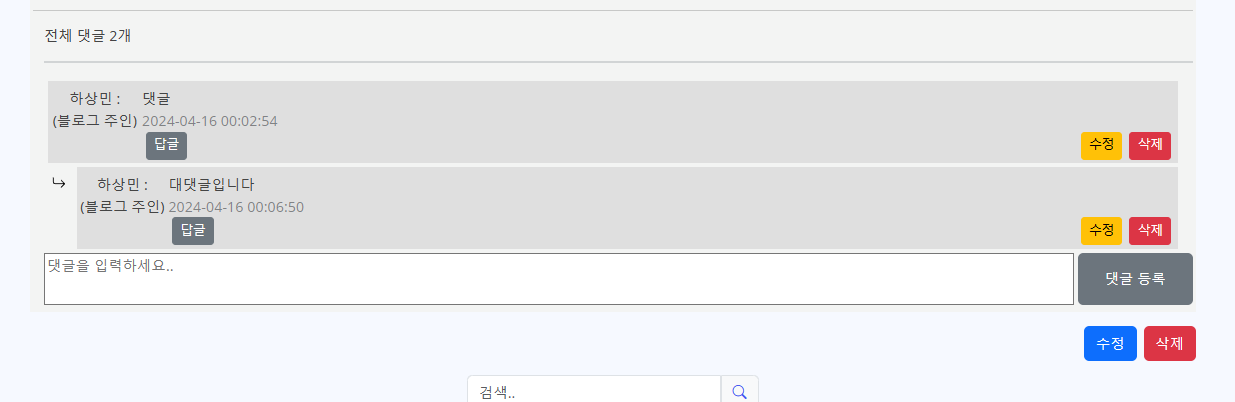 전체 댓글 2개
하상민 : 댓글
(블로그 주인) 2024-04-16 00:02:54
답글 수정 삭제
하상민 : 대댓글입니다
(블로그 주인) 2024-04-16 00:06:50
답글 수정 삭제
댓글을 입력하세요..
댓글 등록
수정 삭제
검색..